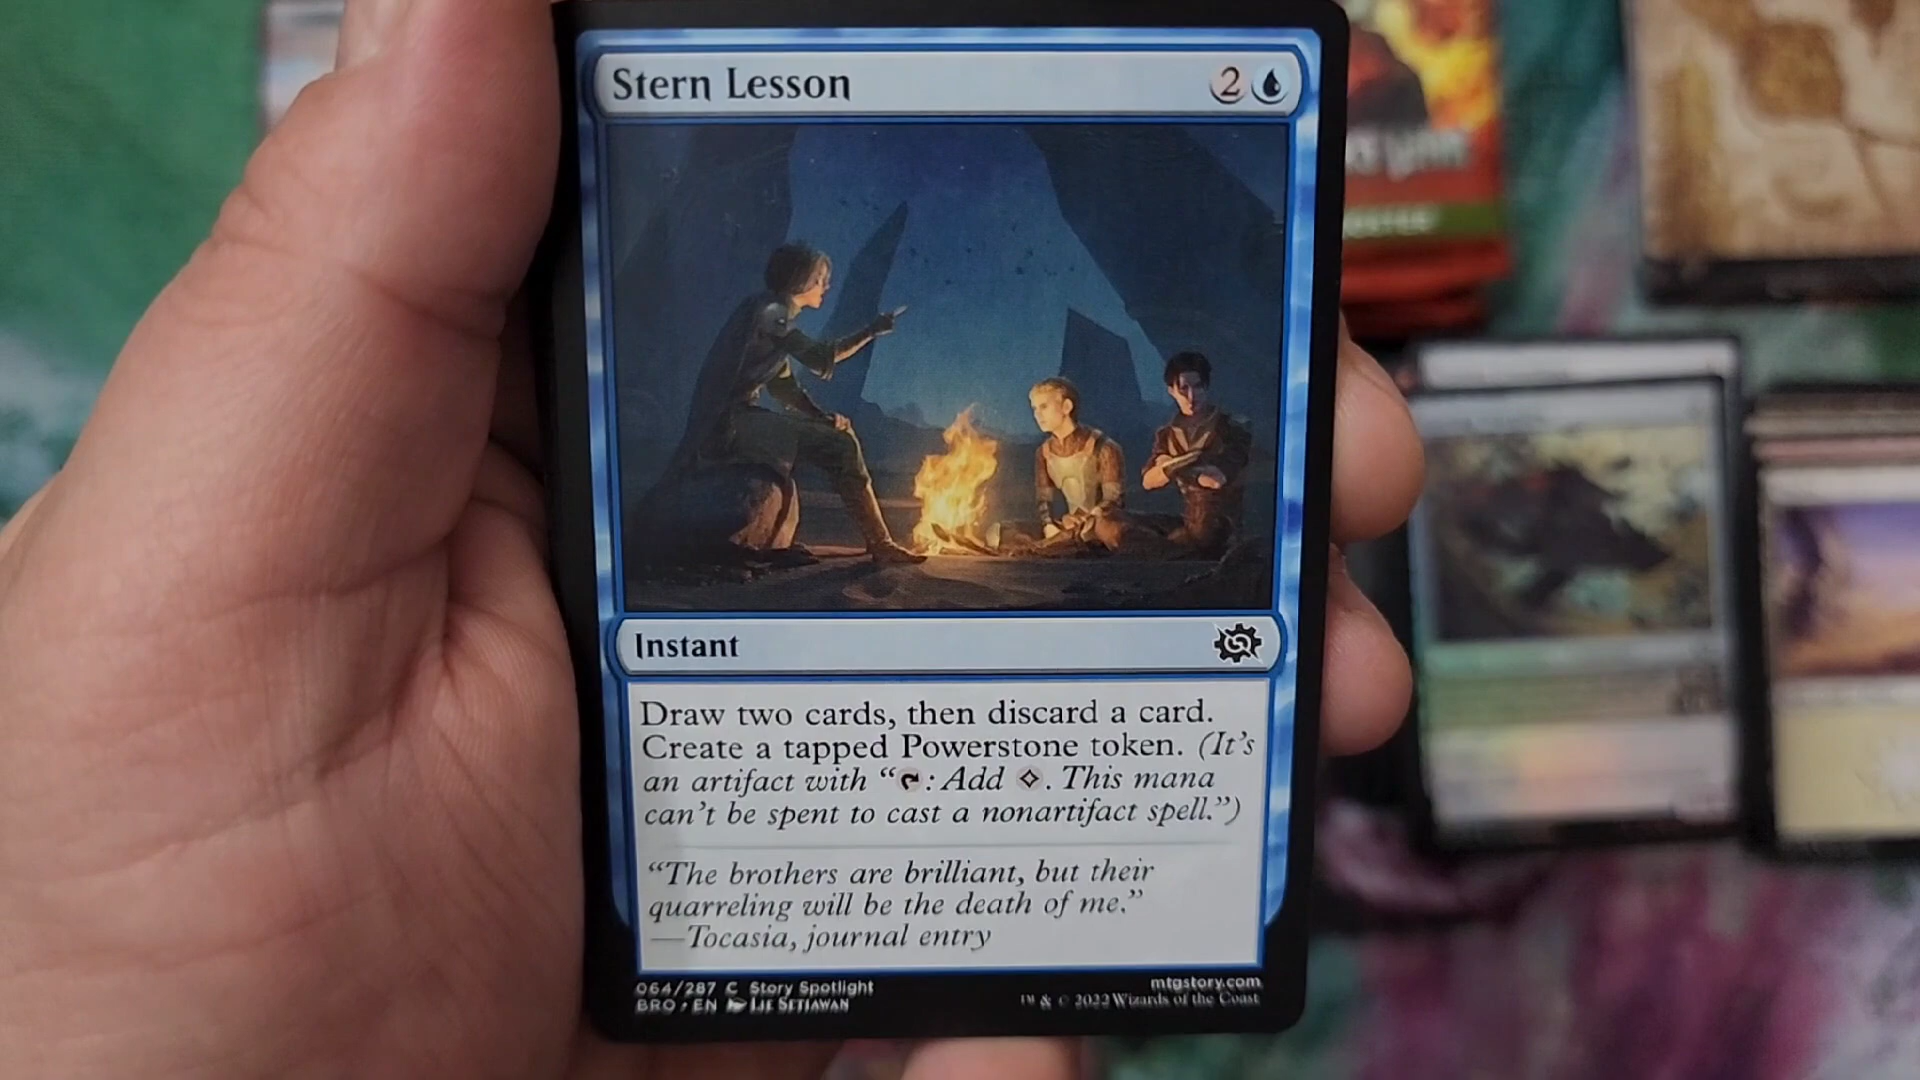 Stern Lesson 2
Instant
Draw two cards, then discard a card.
Create a tapped Powerstone token. (It's
an artifact with “: Add . This mana
can't be spent to cast a nonartifact spell.”)
“The brothers are brilliant, but their
quarreling will be the death of me.”
—Tocasia, journal entry
064/287 C Story Spotlight
BRO • EN Lie Setiawan
mtgstory.com
™ & © 2022 Wizards of the Coast